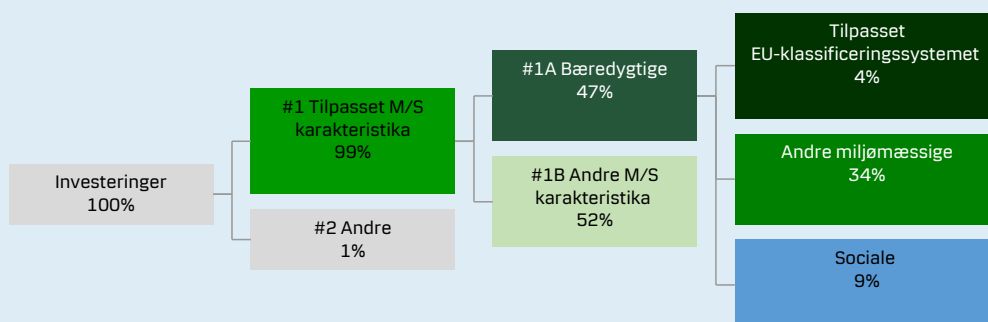 Investeringer
100%
#1 Tilpasset M/S
karakteristika
99%
#2 Andre
1%
#1A Bæredygtige
47%
#1B Andre M/S
karakteristika
52%
Tilpasset
EU-klassificeringssystemet
4%
Andre miljømæssige
34%
Sociale
9%